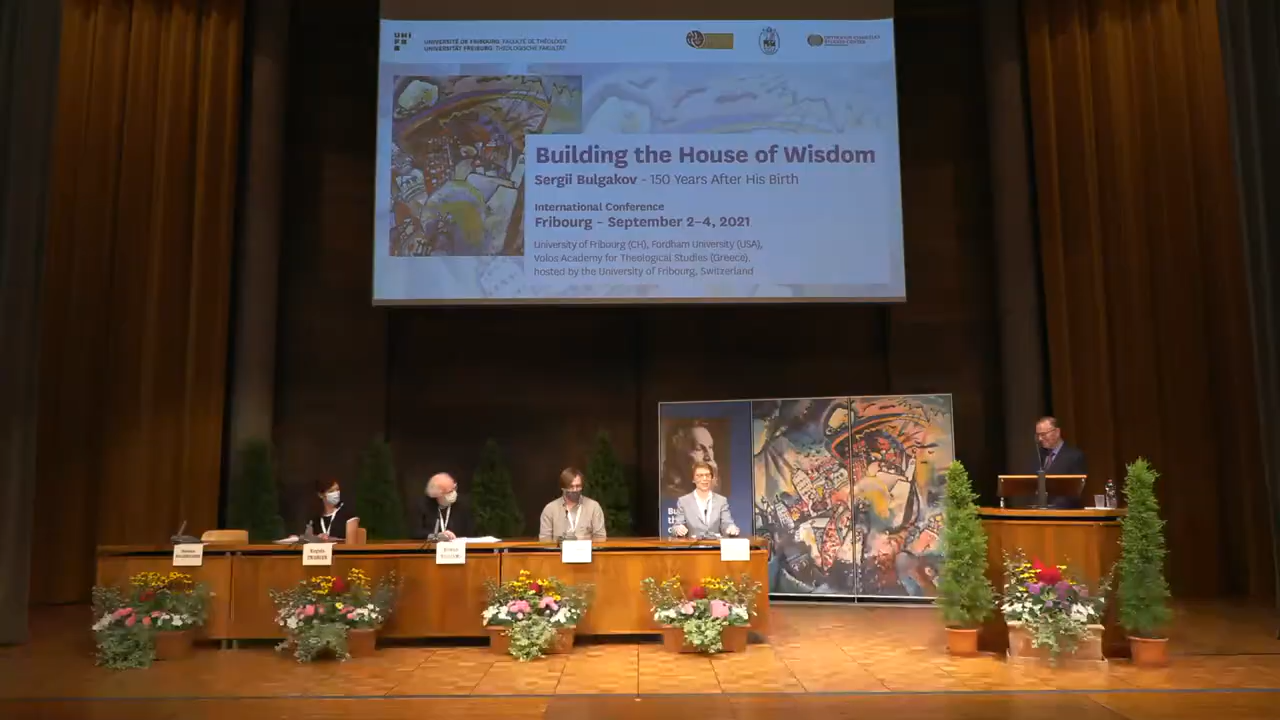 UNIVERSITÉ DE FRIBOURG FACULTÉ DE THÉOLOGIE
UNIVERSITÄT FREIBURG THEOLOGISCHE FAKULTÄT
Building the House of Wisdom
Sergii Bulgakov - 150 Years After His Birth
International Conference
Fribourg – September 2–4, 2021
University of Fribourg (CH), Fordham University (USA),
Volos Academy for Theological Studies (Greece),
hosted by the University of Fribourg, Switzerland